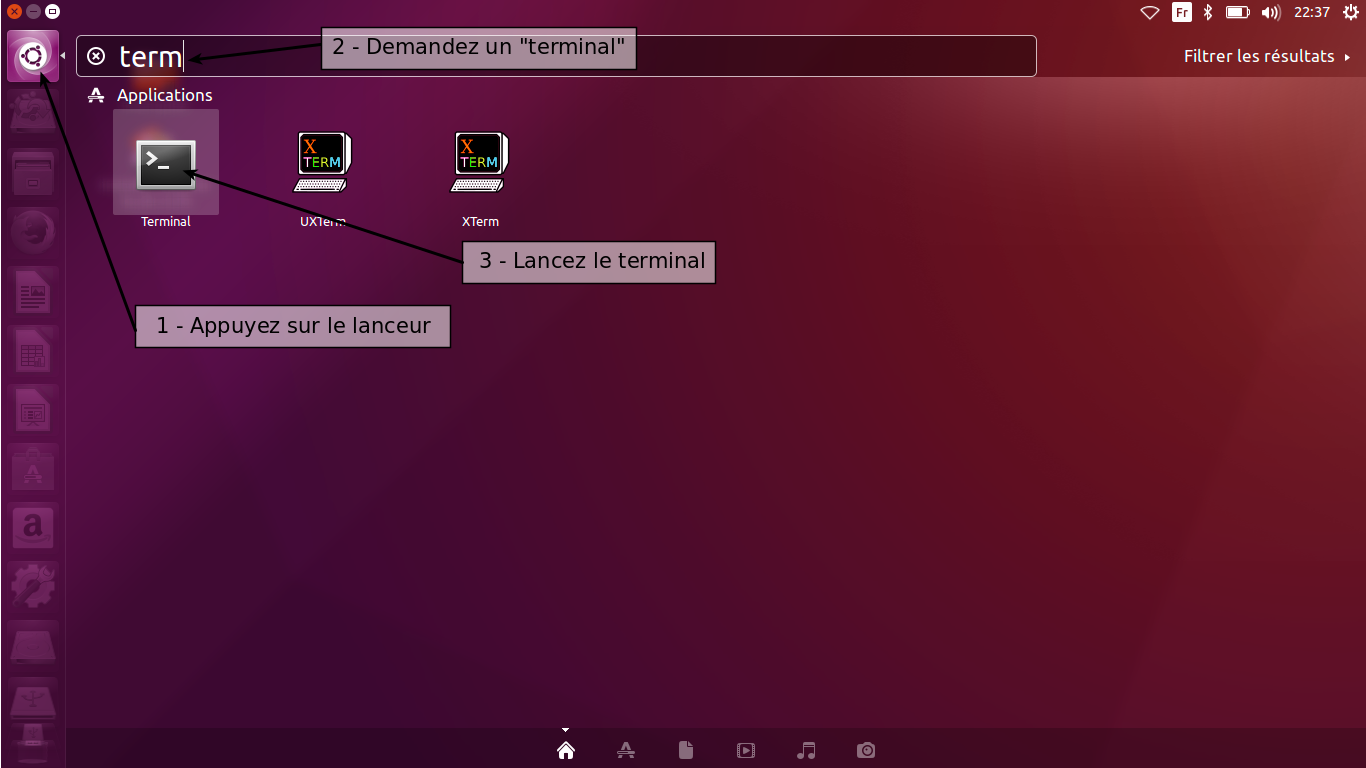 Fr
22:37
term
2 - Demandez un "terminal"
Filtrer les résultats
Applications
>_
X
TERM
X
TERM
Terminal
UXTerm
XTerm
3 - Lancez le terminal
1 - Appuyez sur le lanceur
a